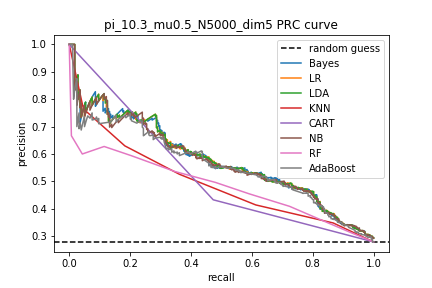 pi_10.3_mu0.5_N5000_dim5 PRC curve
random guess
Bayes
LR
LDA
KNN
CART
NB
RF
AdaBoost
precision
1.0
0.9
0.8
0.7
0.6
0.5
0.4
0.3
0.0 0.2 0.4 0.6 0.8 1.0
recall